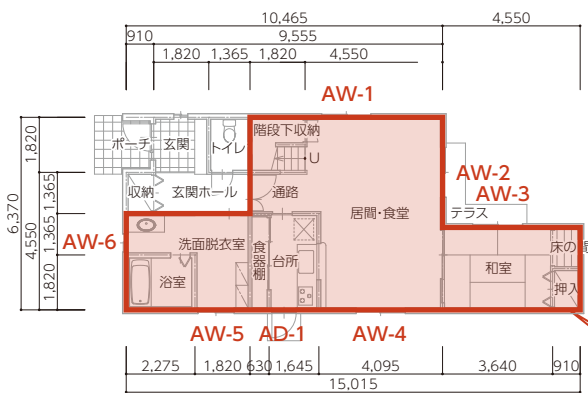 10,465
4,550
910
9,555
1,820
1,365
1,820
4,550
AW-1
階段下収納
ポーチ
玄関
トイレ
U
AW-2
1,820
収納
玄関ホール
通路
居間・食堂
AW-3
テラス
6,370
4,550
1,365
1,365
1,820
AW-6
洗面脱衣室
食器棚
台所
和室
床の間
浴室
押入
AW-5
AD-1
AW-4
2,275
1,820
630
1,645
4,095
3,640
910
15,015